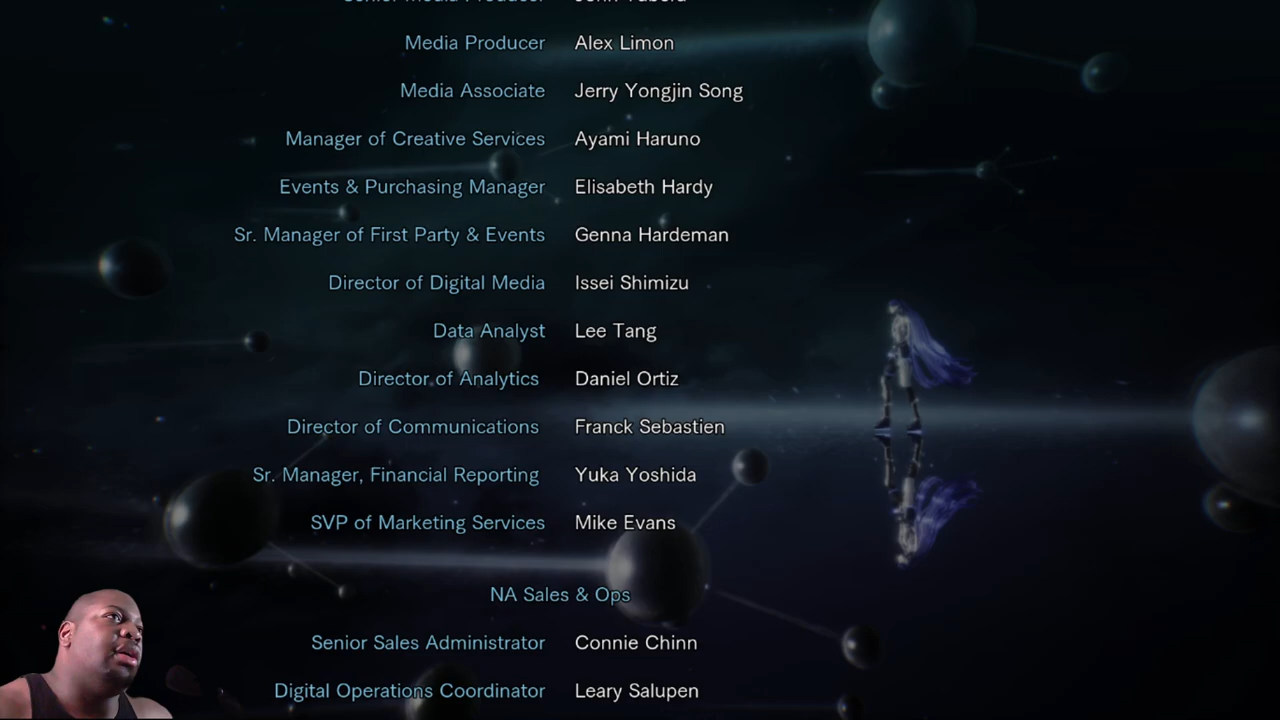 Media Producer Alex Limon
Media Associate Jerry Yongjin Song
Manager of Creative Services Ayami Haruno
Events & Purchasing Manager Elisabeth Hardy
Sr. Manager of First Party & Events Genna Hardeman
Director of Digital Media Issei Shimizu
Data Analyst Lee Tang
Director of Analytics Daniel Ortiz
Director of Communications Franck Sebastien
Sr. Manager, Financial Reporting Yuka Yoshida
SVP of Marketing Services Mike Evans
NA Sales & Ops
Senior Sales Administrator Connie Chinn
Digital Operations Coordinator Leary Salupen